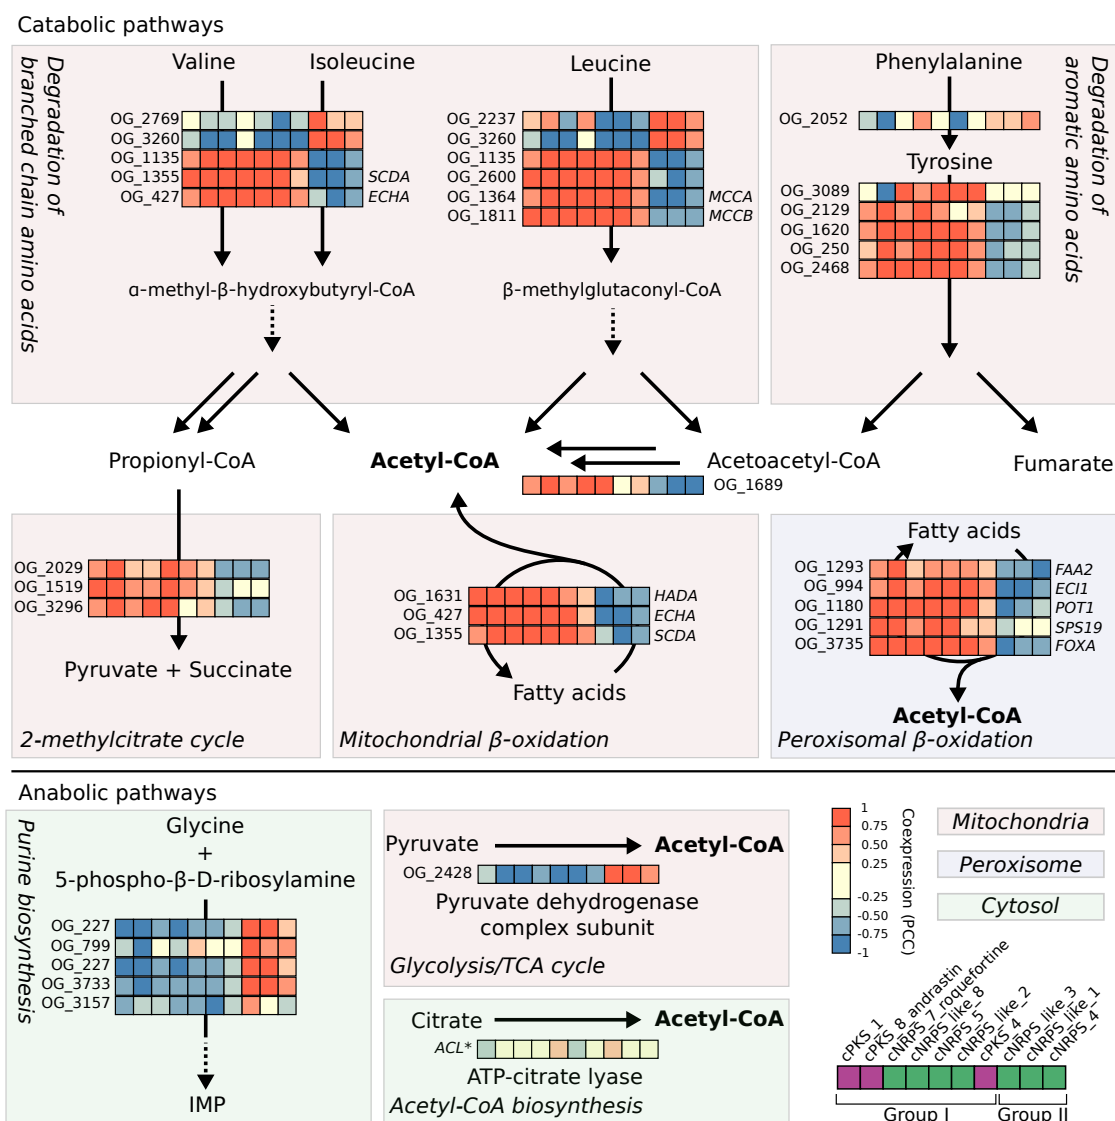 Catabolic pathways
Degradation of
branched chain amino acids
Valine
Isoleucine
OG_2769
OG_3260
OG_1135
OG_1355
OG_427
SCDA
ECHA
α-methyl-β-hydroxybutyryl-CoA
Leucine
OG_2237
OG_3260
OG_1135
OG_2600
OG_1364
OG_1811
MCCA
MCCB
β-methylglutaconyl-CoA
Degradation of
aromatic amino acids
Phenylalanine
OG_2052
Tyrosine
OG_3089
OG_2129
OG_1620
OG_250
OG_2468
Propionyl-CoA
Acetyl-CoA
Acetoacetyl-CoA
OG_1689
Fumarate
OG_2029
OG_1519
OG_3296
Pyruvate + Succinate
2-methylcitrate cycle
OG_1631
OG_427
OG_1355
HADA
ECHA
SCDA
Fatty acids
Mitochondrial β-oxidation
Fatty acids
OG_1293
OG_994
OG_1180
OG_1291
OG_3735
FAA2
ECI1
POT1
SPS19
FOXA
Acetyl-CoA
Peroxisomal β-oxidation
Anabolic pathways
Purine biosynthesis
Glycine
+
5-phospho-β-D-ribosylamine
OG_227
OG_799
OG_227
OG_3733
OG_3157
IMP
Pyruvate
Acetyl-CoA
OG_2428
Pyruvate dehydrogenase
complex subunit
Glycolysis/TCA cycle
Citrate
Acetyl-CoA
ACL*
ATP-citrate lyase
Acetyl-CoA biosynthesis
1
0.75
0.50
0.25
-0.25
-0.50
-0.75
-1
Coexpression (PCC)
Mitochondria
Peroxisome
Cytosol
cPKS_1
cPKS_8_andrastin
cNRPS_7_roquefortine
cNRPS_like_8
cNRPS_5
cNRPS_like_2
cPKS_4
cNRPS_like_3
cNRPS_like_1
cNRPS_4
Group I
Group II